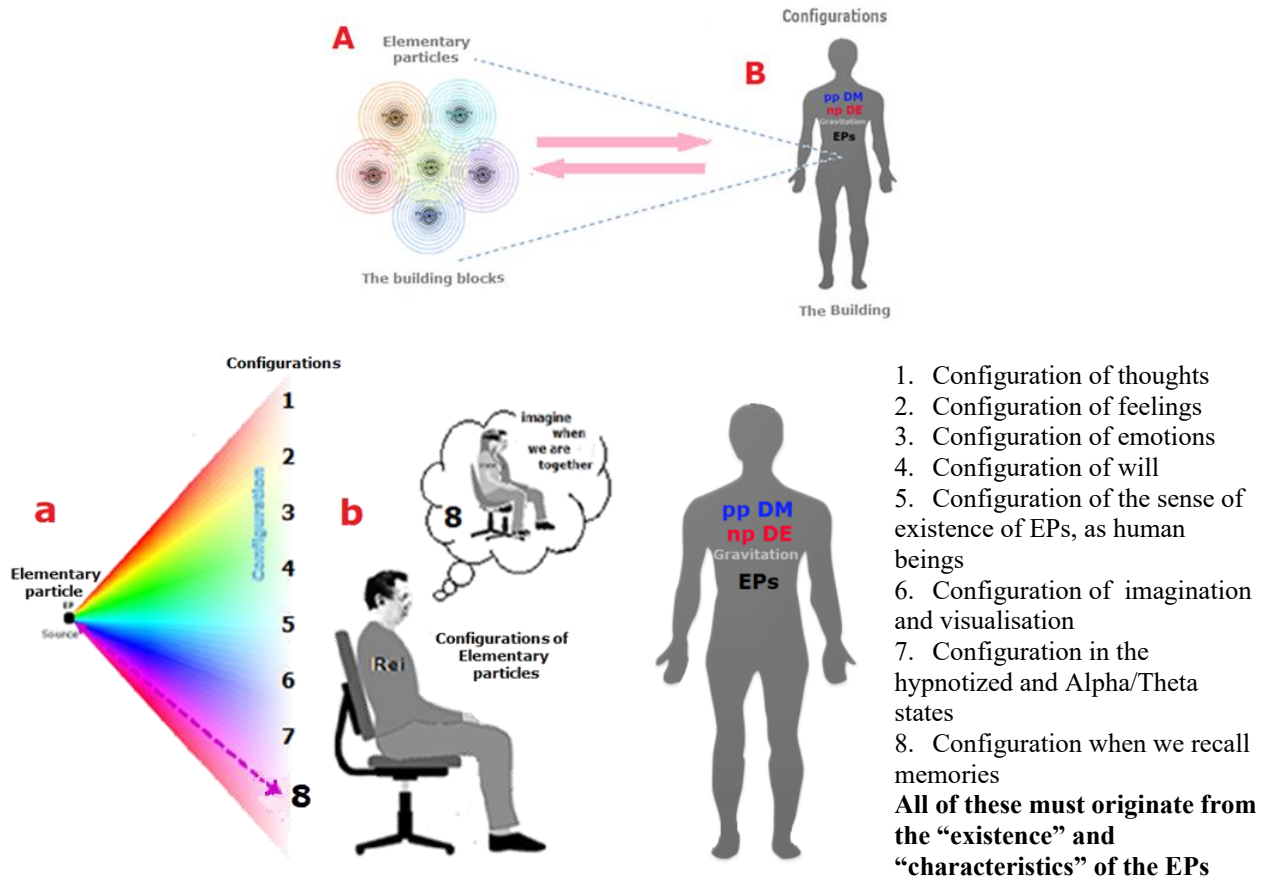 Configurations
A
Elementary
particles
B
pp DM
np DE
Gravitation
EPs
The building blocks
The Building
Configurations
1
2
3
4
5
6
7
8
Configuration
a
Elementary
particle
EP
Source
b
imagine
when
we are
together
8
Rei
Configurations of
Elementary
particles
pp DM
np DE
Gravitation
EPs
1. Configuration of thoughts
2. Configuration of feelings
3. Configuration of emotions
4. Configuration of will
5. Configuration of the sense of
existence of EPs, as human
beings
6. Configuration of imagination
and visualisation
7. Configuration in the
hypnotized and Alpha/Theta
states
8. Configuration when we recall
memories
All of these must originate from
the “existence” and
“characteristics” of the EPs